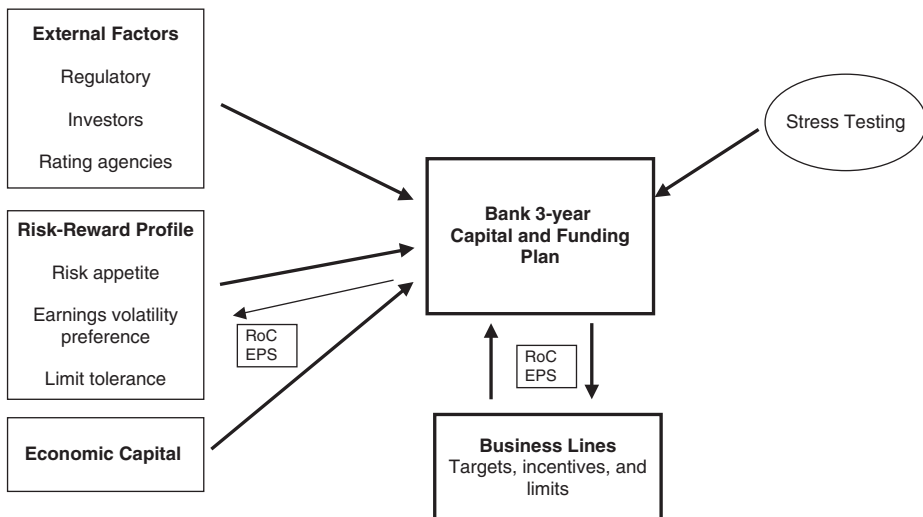 External Factors
Regulatory
Investors
Rating agencies
Stress Testing
Bank 3-year
Capital and Funding
Plan
Risk-Reward Profile
Risk appetite
Earnings volatility
preference
Limit tolerance
RoC
EPS
RoC
EPS
Economic Capital
Business Lines
Targets, incentives, and
limits